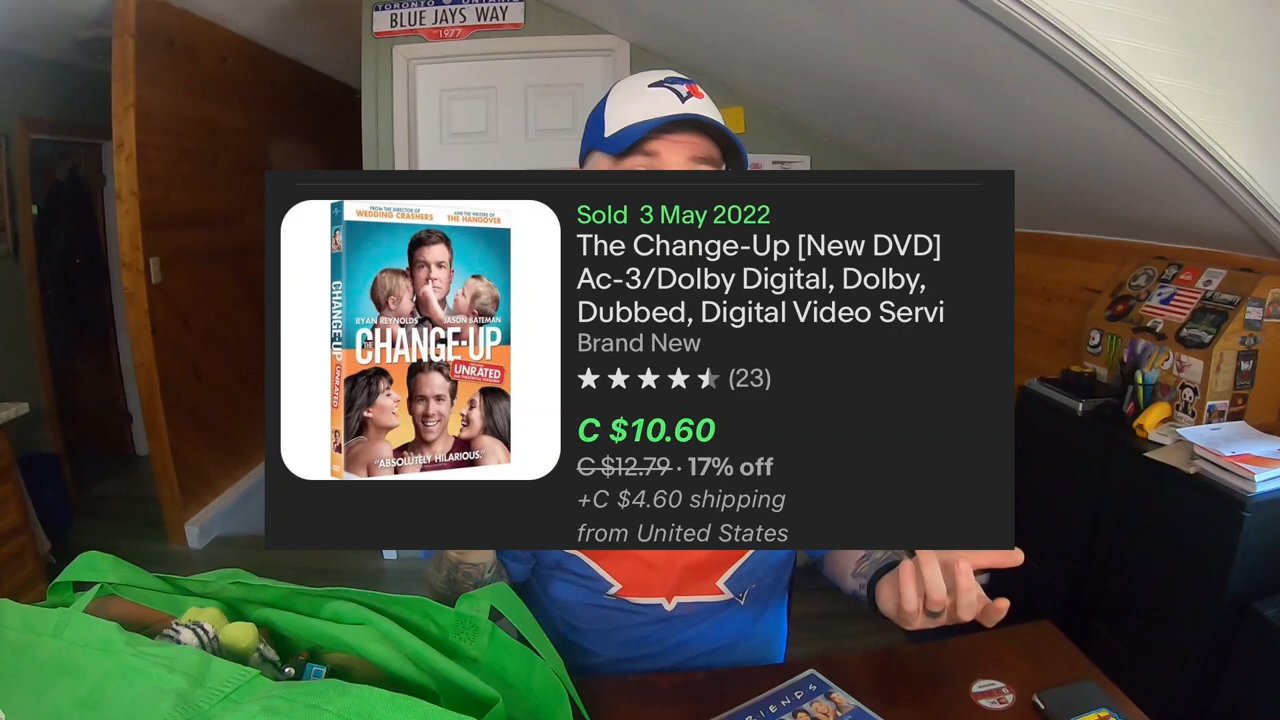 TORONTO ONTARIO
BLUE JAYS WAY
1977
FROM THE DIRECTOR OF
WEDDING CRASHERS
AND THE WRITERS OF
THE HANGOVER
RYAN REYNOLDS
JASON BATEMAN
THE CHANGE-UP
UNRATED
CHANGE-UP
UNRATED
"ABSOLUTELY HILARIOUS."
Sold 3 May 2022
The Change-Up [New DVD]
Ac-3/Dolby Digital, Dolby,
Dubbed, Digital Video Servi
Brand New
(23)
C $10.60
C $12.79 · 17% off
+C $4.60 shipping
from United States
FRIENDS